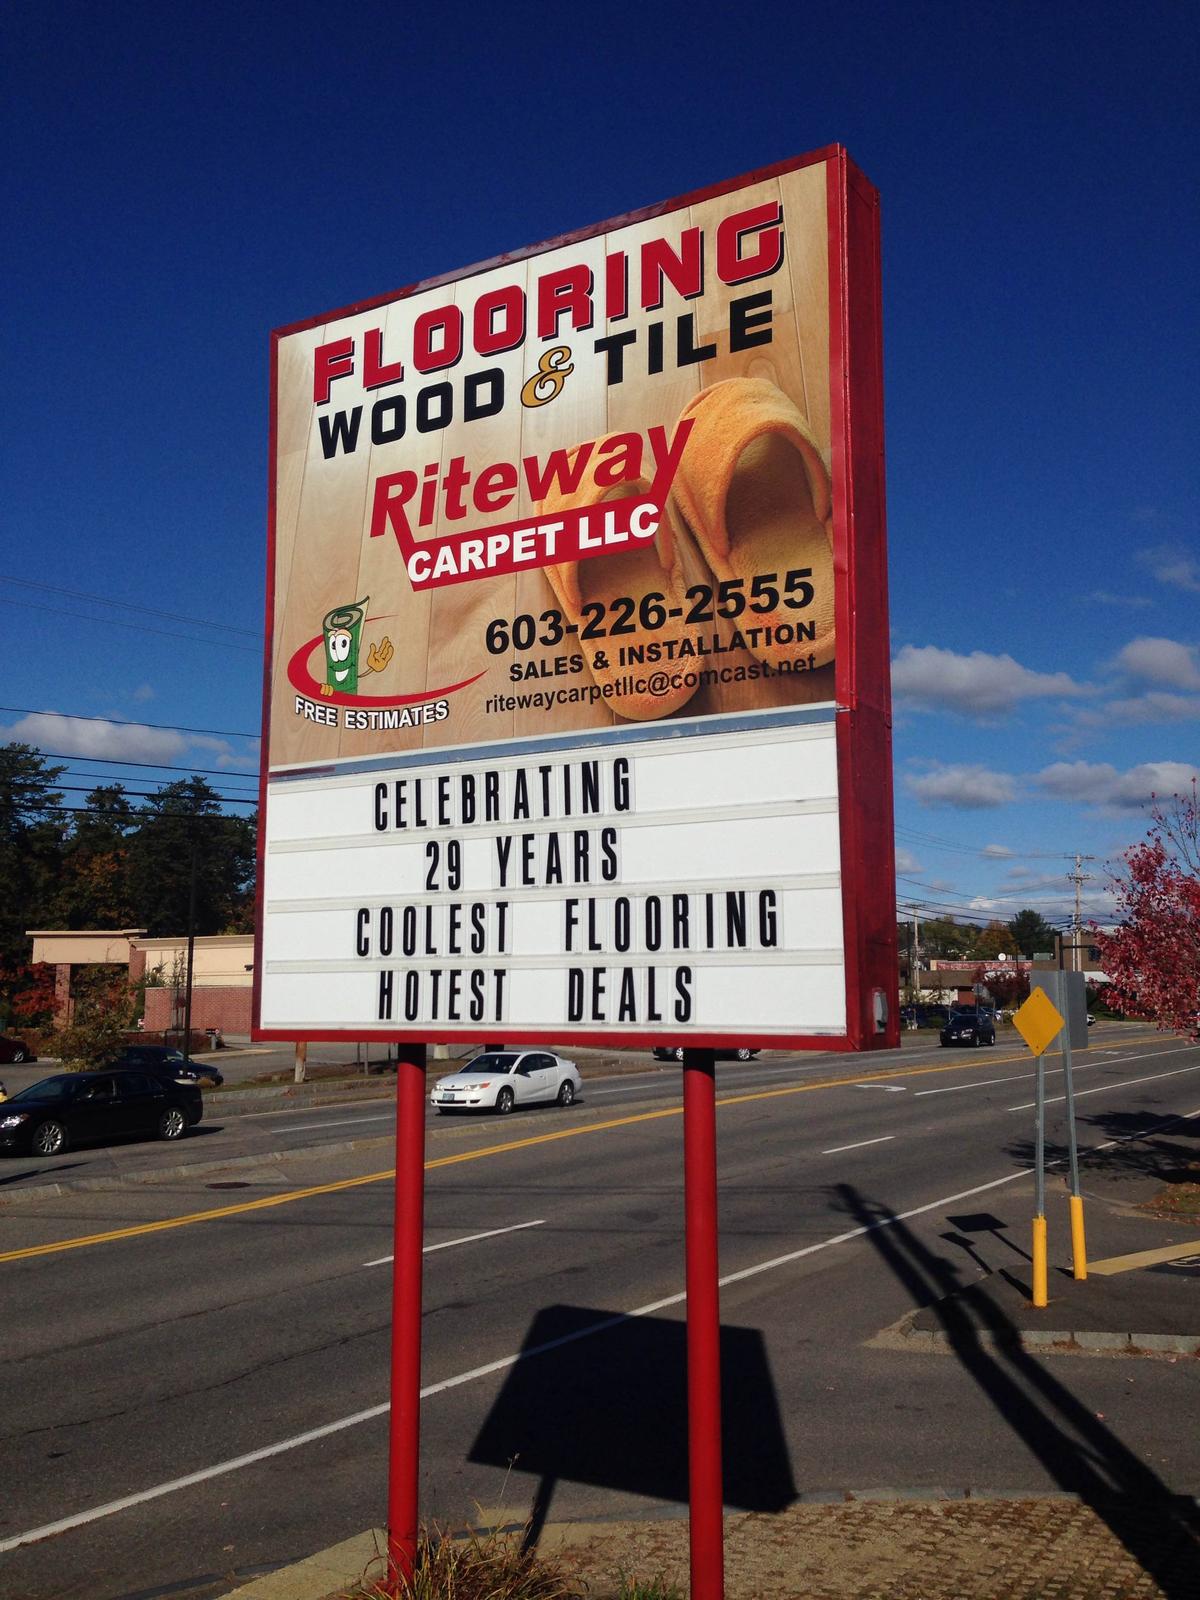 FLOORING
WOOD & TILE
Riteway
CARPET LLC
603-226-2555
SALES & INSTALLATION
ritewaycarpetllc@comcast.net
FREE ESTIMATES
CELEBRATING
29 YEARS
COOLEST FLOORING
HOTEST DEALS